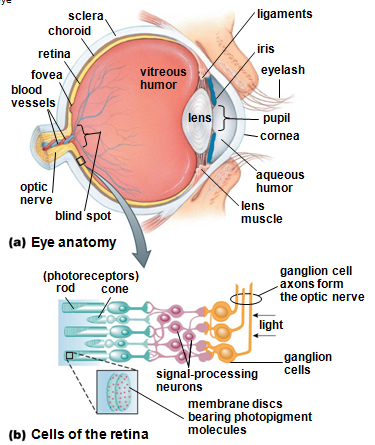 eye
sclera
choroid
retina
fovea
blood
vessels
optic
nerve
blind spot
vitreous
humor
lens
ligaments
iris
eyelash
pupil
cornea
aqueous
humor
lens
muscle
(a) Eye anatomy
(photoreceptors)
rod cone
ganglion cell
axons form
the optic nerve
light
ganglion
cells
signal-processing
neurons
membrane discs
bearing photopigment
molecules
(b) Cells of the retina